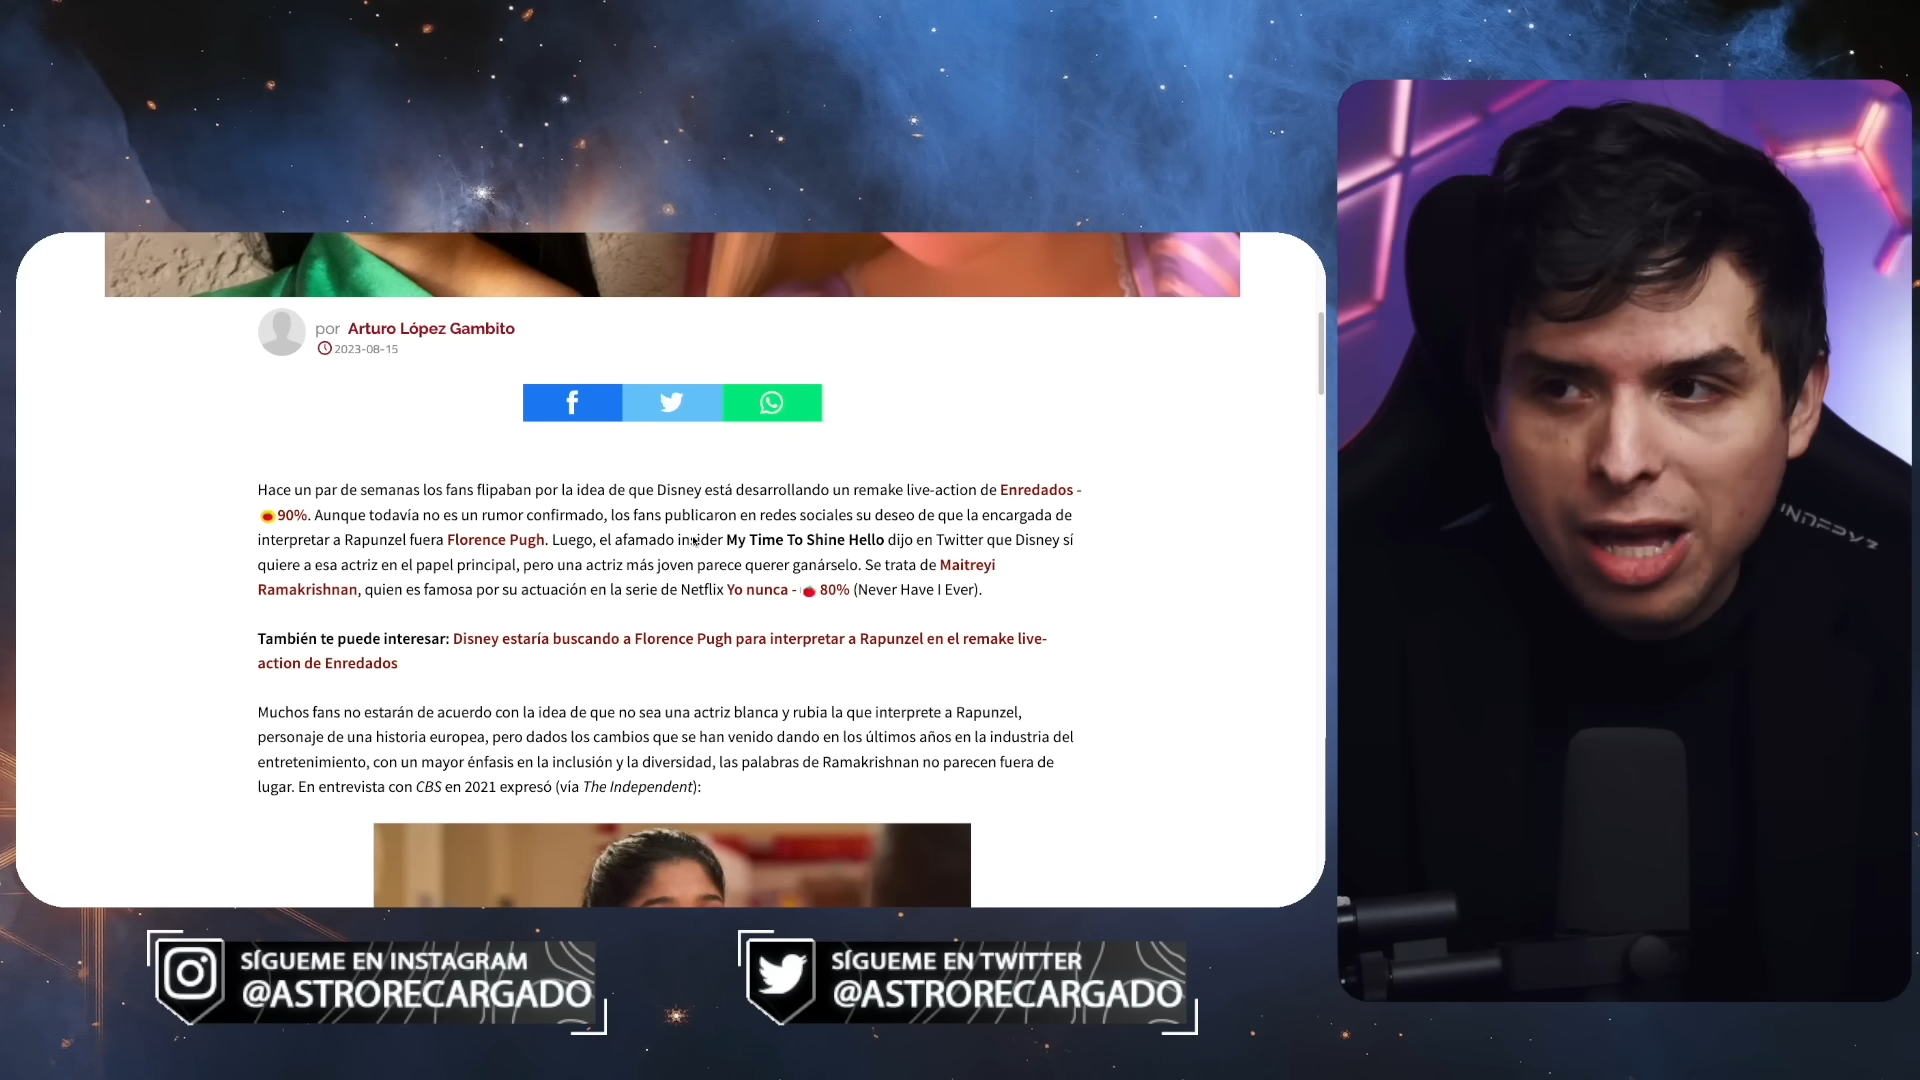 por Arturo López Gambito
2023-08-15
Hace un par de semanas los fans flipaban por la idea de que Disney está desarrollando un remake live-action de Enredados -
90%. Aunque todavía no es un rumor confirmado, los fans publicaron en redes sociales su deseo de que la encargada de
interpretar a Rapunzel fuera Florence Pugh. Luego, el afamado insider My Time To Shine Hello dijo en Twitter que Disney sí
quiere a esa actriz en el papel principal, pero una actriz más joven parece querer ganárselo. Se trata de Maitreyi
Ramakrishnan, quien es famosa por su actuación en la serie de Netflix Yo nunca - 80% (Never Have I Ever).
También te puede interesar: Disney estaría buscando a Florence Pugh para interpretar a Rapunzel en el remake live-
action de Enredados
Muchos fans no estarán de acuerdo con la idea de que no sea una actriz blanca y rubia la que interprete a Rapunzel,
personaje de una historia europea, pero dados los cambios que se han venido dando en los últimos años en la industria del
entretenimiento, con un mayor énfasis en la inclusión y la diversidad, las palabras de Ramakrishnan no parecen fuera de
lugar. En entrevista con CBS en 2021 expresó (vía The Independent):
SÍGUEME EN INSTAGRAM
@ASTRORECARGADO
SÍGUEME EN TWITTER
@ASTRORECARGADO